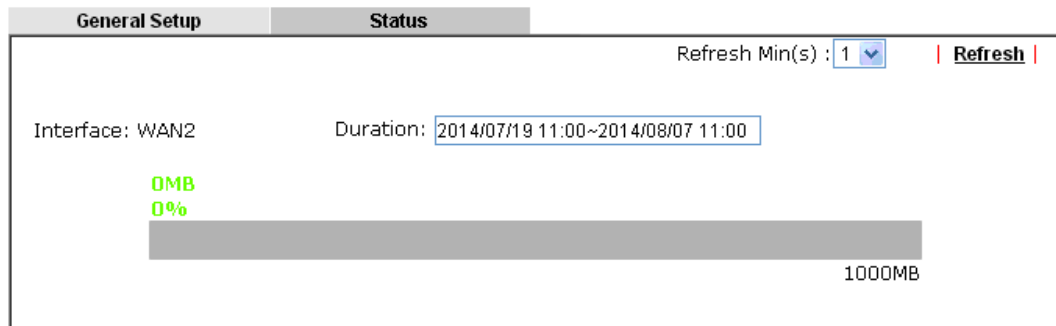 General Setup Status
Refresh Min(s) : 1 | Refresh |
Interface: WAN2 Duration: 2014/07/19 11:00~2014/08/07 11:00
0MB
0%
1000MB